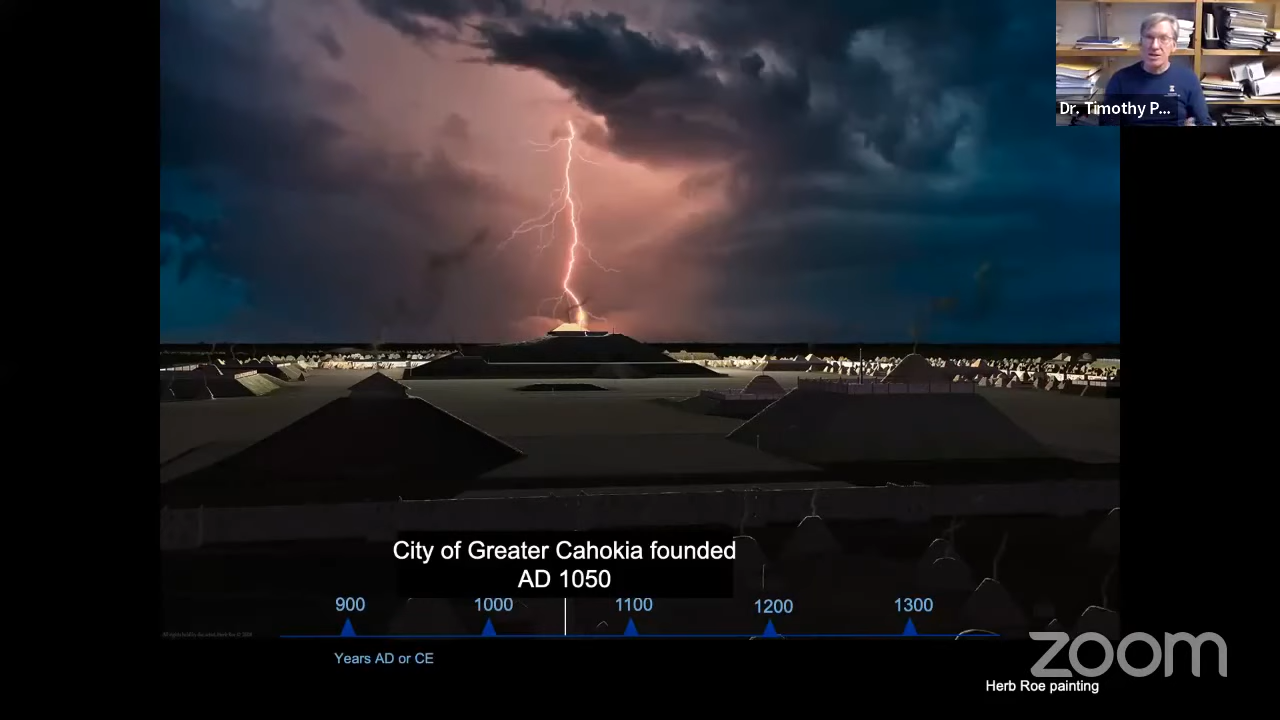 Dr. Timothy P...
City of Greater Cahokia founded
AD 1050
900 1000 1100 1200 1300
Years AD or CE
zoom
Herb Roe painting